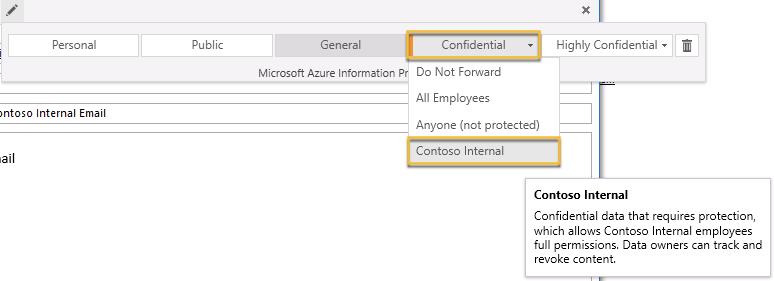 Personal
Public
General
Confidential
Highly Confidential
Microsoft Azure Information Pr
Do Not Forward
All Employees
Anyone (not protected)
Contoso Internal
ontoso Internal Email
ail
Contoso Internal
Confidential data that requires protection,
which allows Contoso Internal employees
full permissions. Data owners can track and
revoke content.